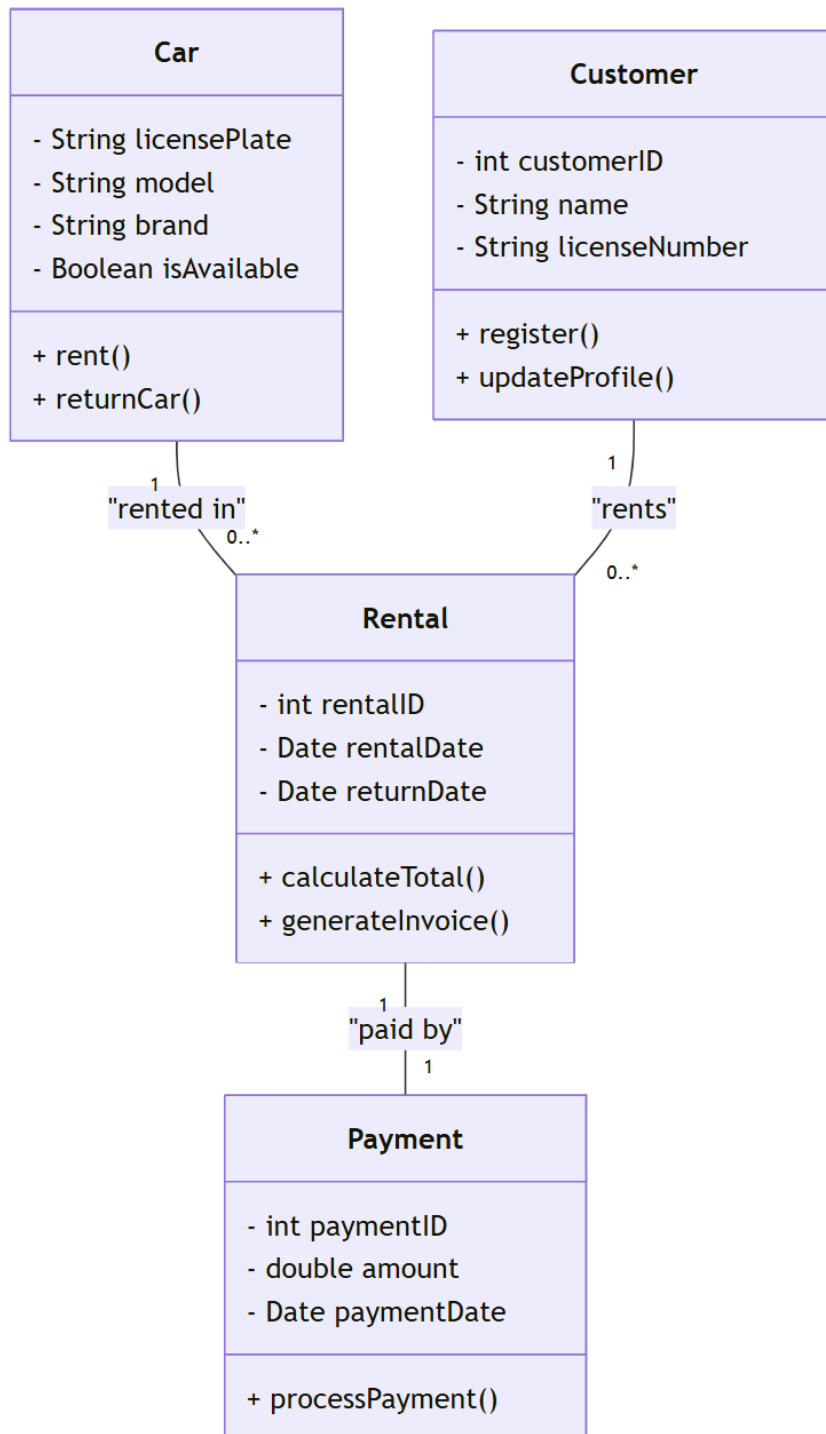 Car
- String licensePlate
- String model
- String brand
- Boolean isAvailable
+ rent()
+ returnCar()
Customer
- int customerID
- String name
- String licenseNumber
+ register()
+ updateProfile()
1
"rented in"
0..*
1
"rents"
0..*
Rental
- int rentalID
- Date rentalDate
- Date returnDate
+ calculateTotal()
+ generateInvoice()
1
"paid by"
1
Payment
- int paymentID
- double amount
- Date paymentDate
+ processPayment()